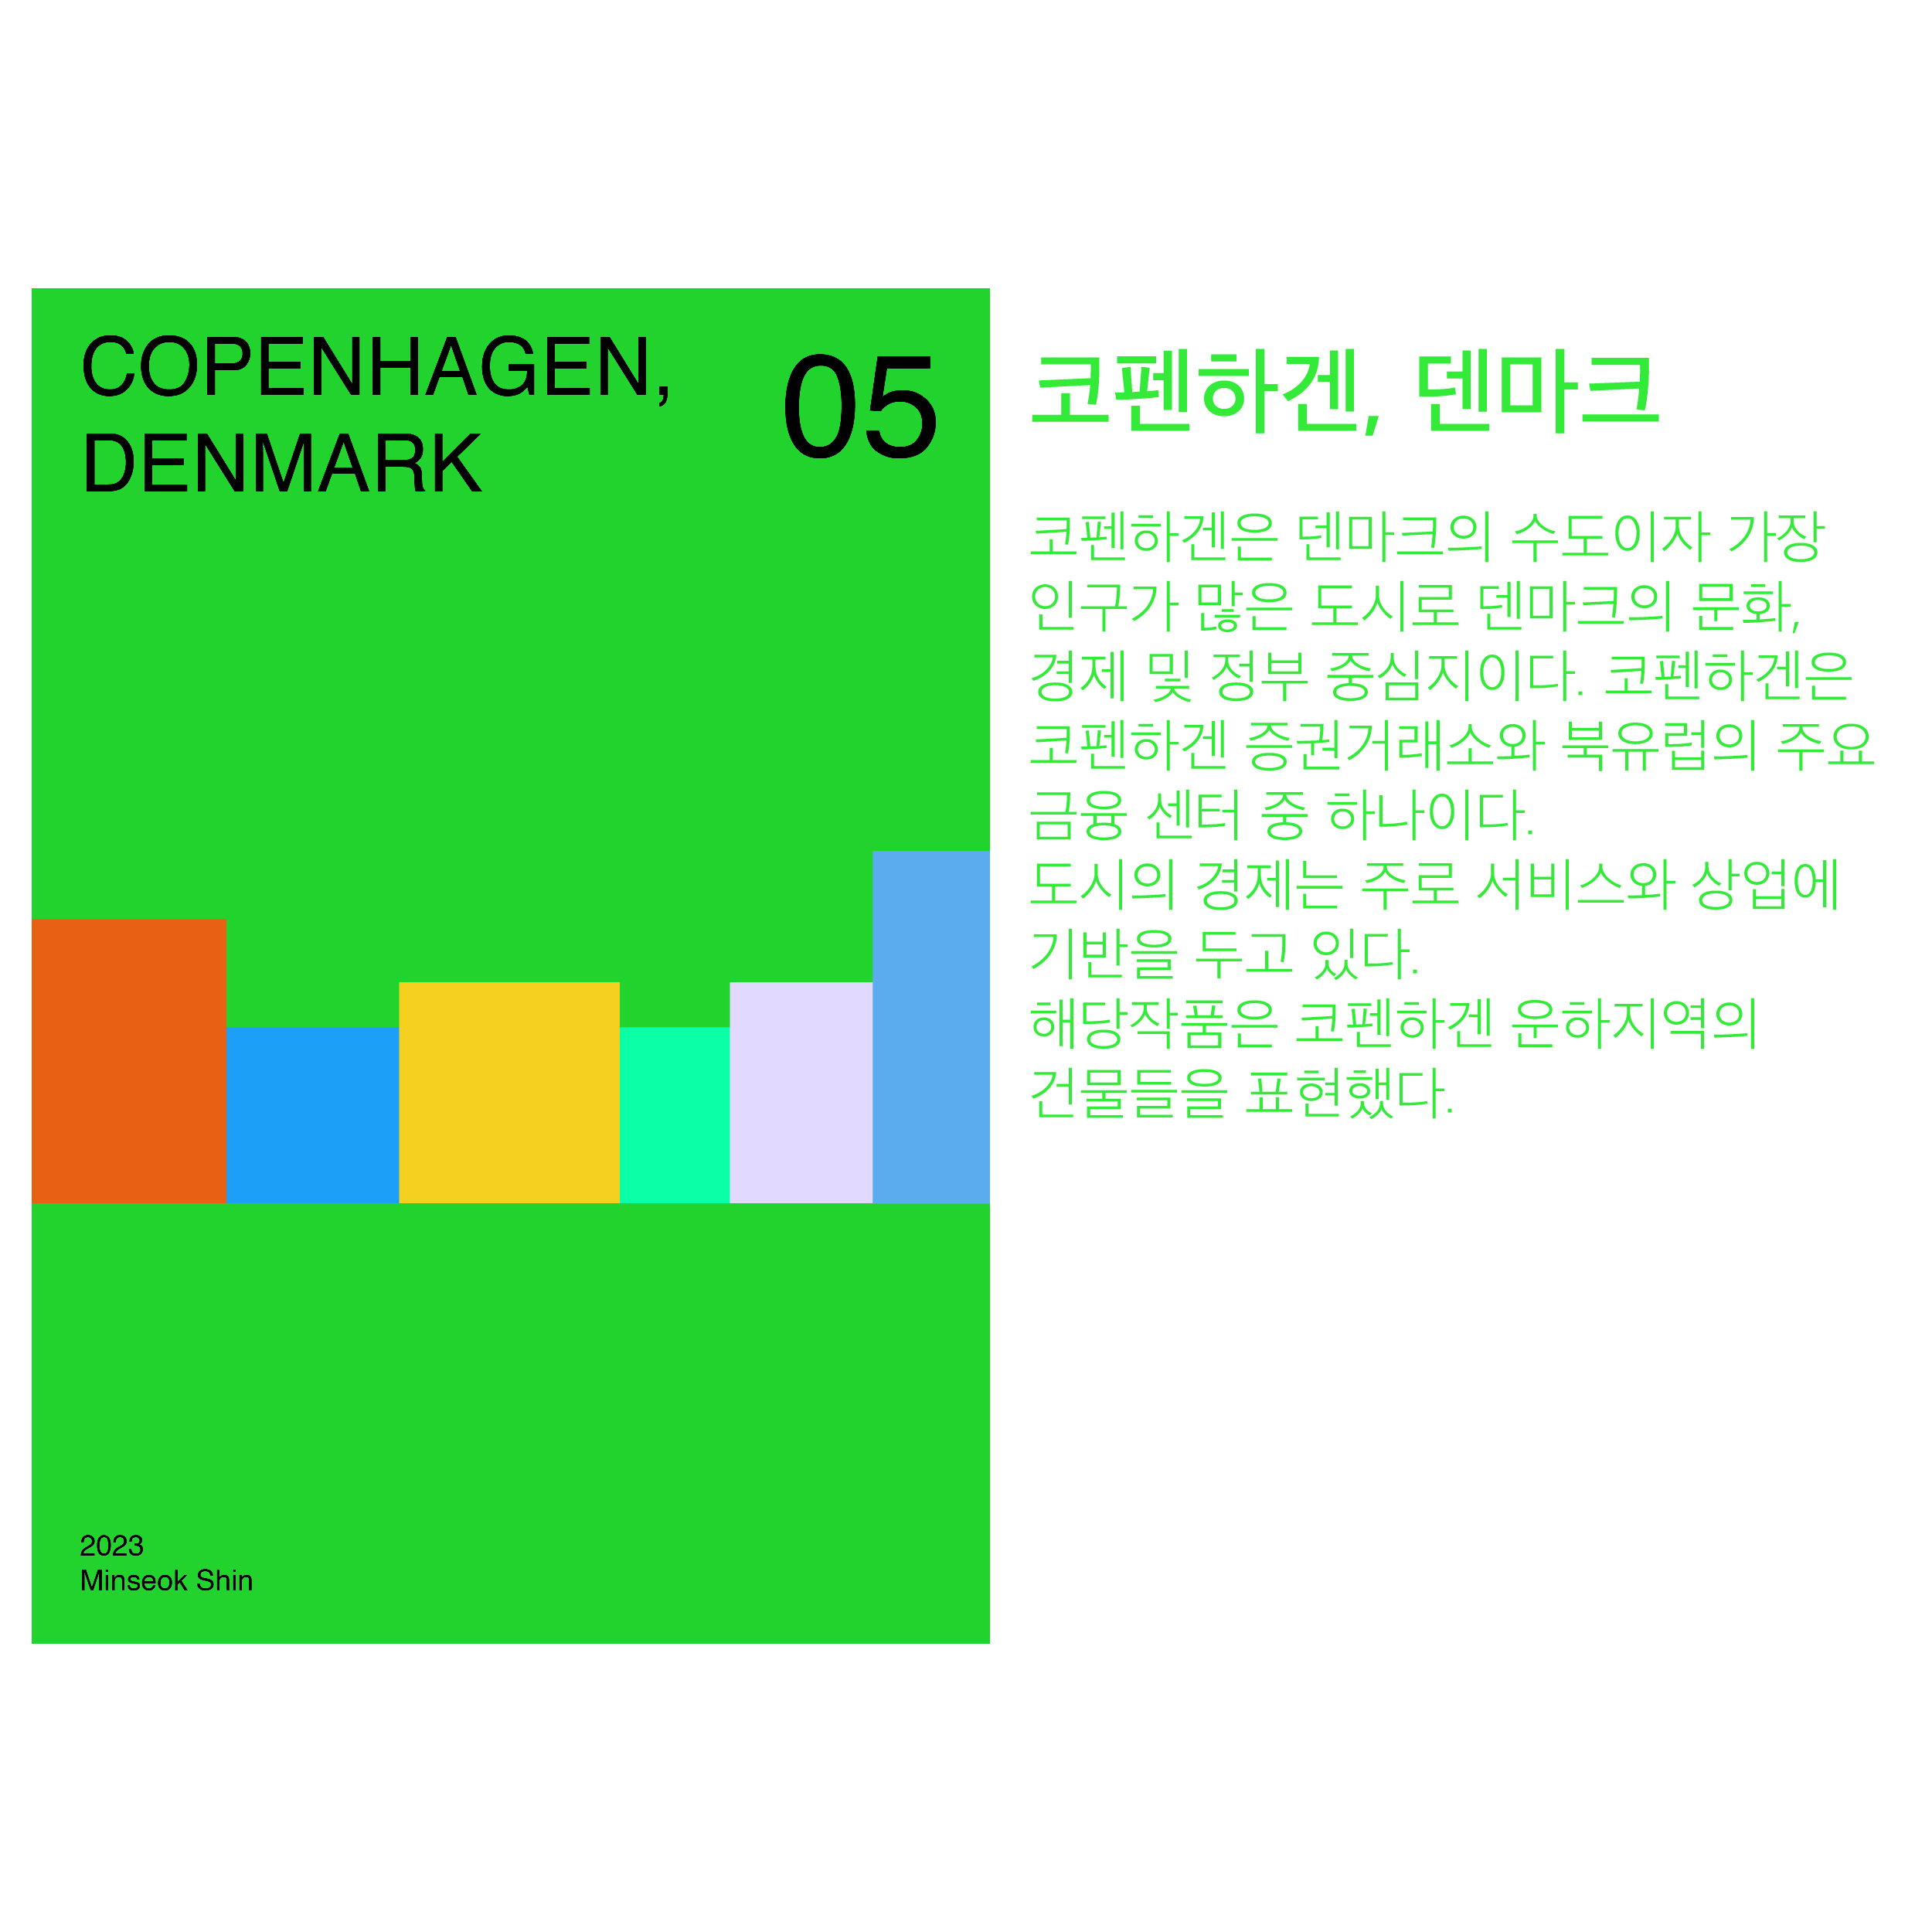 COPENHAGEN,
DENMARK
05
2023
Minseok Shin
코펜하겐, 덴마크
코펜하겐은 덴마크의 수도이자 가장
인구가 많은 도시로 덴마크의 문화,
경제 및 정부 중심지이다. 코펜하겐은
코펜하겐 증권거래소와 북유럽의 주요
금융 센터 중 하나이다.
도시의 경제는 주로 서비스와 상업에
기반을 두고 있다.
해당작품은 코펜하겐 운하지역의
건물들을 표현했다.